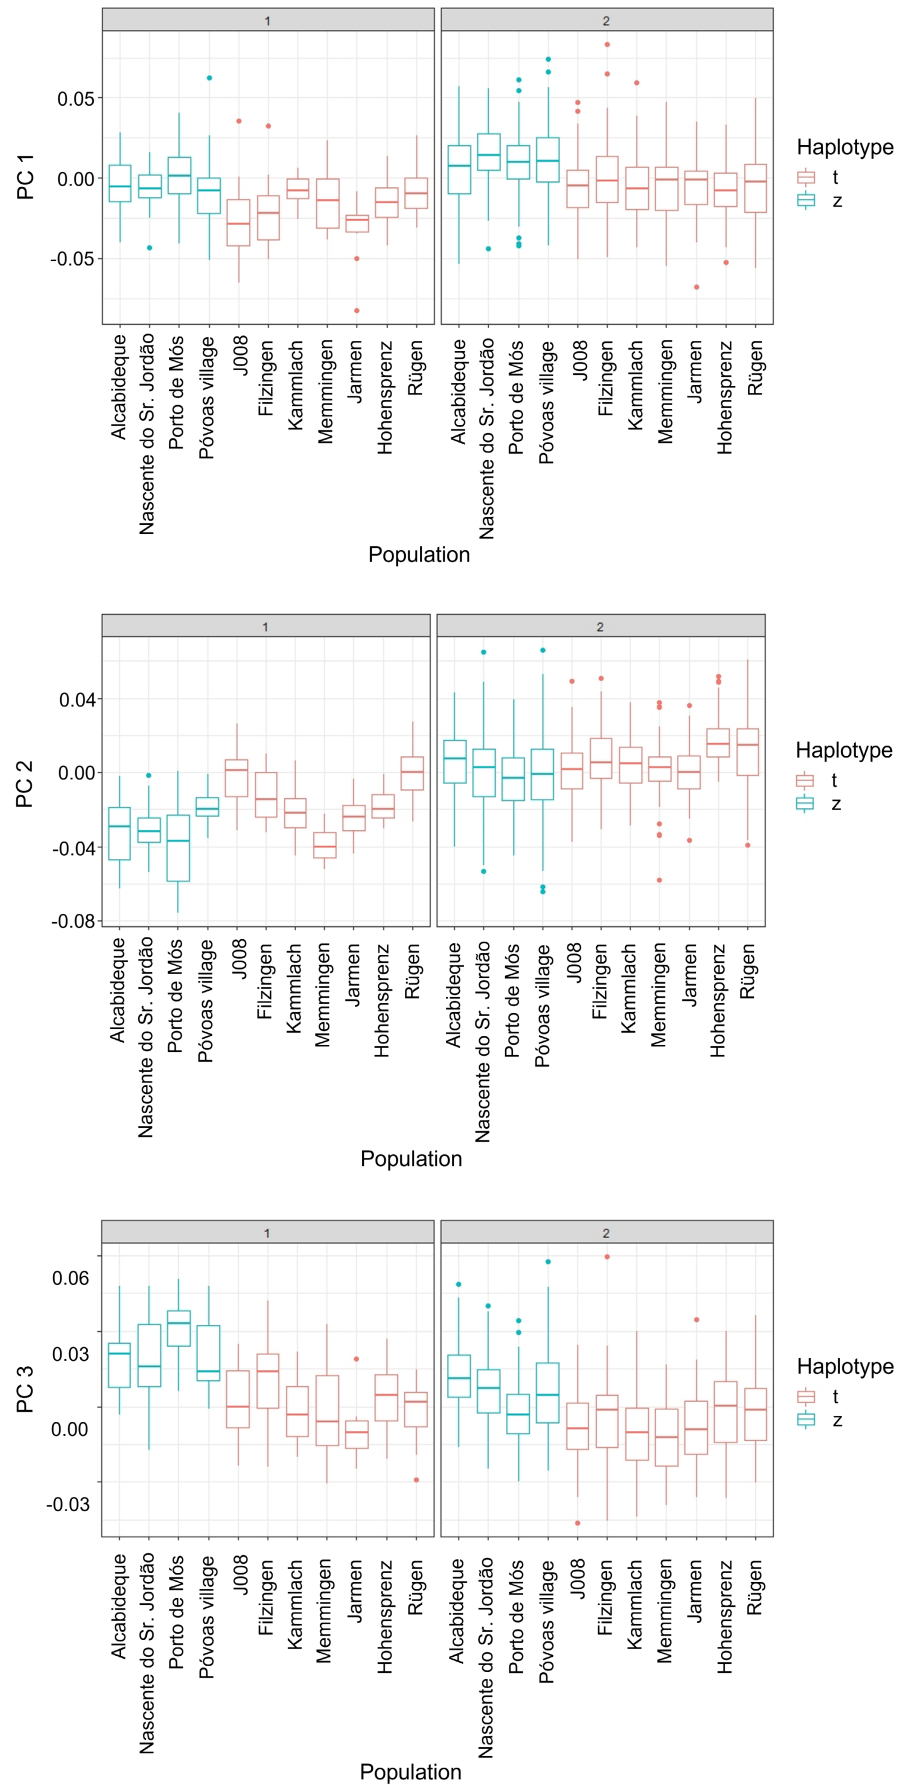 1
2
PC 1
0.05
0.00
-0.05
Alcabideque
Nascente do Sr. Jordão
Porto de Mós
Póvoas village
J008
Filzingen
Kammlach
Memmingen
Jarmen
Hohensprenz
Rügen
Alcabideque
Nascente do Sr. Jordão
Porto de Mós
Póvoas village
J008
Filzingen
Kammlach
Memmingen
Jarmen
Hohensprenz
Rügen
Population
Haplotype
t
z
1
2
PC 2
0.04
0.00
-0.04
-0.08
Alcabideque
Nascente do Sr. Jordão
Porto de Mós
Póvoas village
J008
Filzingen
Kammlach
Memmingen
Jarmen
Hohensprenz
Rügen
Alcabideque
Nascente do Sr. Jordão
Porto de Mós
Póvoas village
J008
Filzingen
Kammlach
Memmingen
Jarmen
Hohensprenz
Rügen
Population
Haplotype
t
z
1
2
PC 3
0.06
0.03
0.00
-0.03
Alcabideque
Nascente do Sr. Jordão
Porto de Mós
Póvoas village
J008
Filzingen
Kammlach
Memmingen
Jarmen
Hohensprenz
Rügen
Alcabideque
Nascente do Sr. Jordão
Porto de Mós
Póvoas village
J008
Filzingen
Kammlach
Memmingen
Jarmen
Hohensprenz
Rügen
Population
Haplotype
t
z